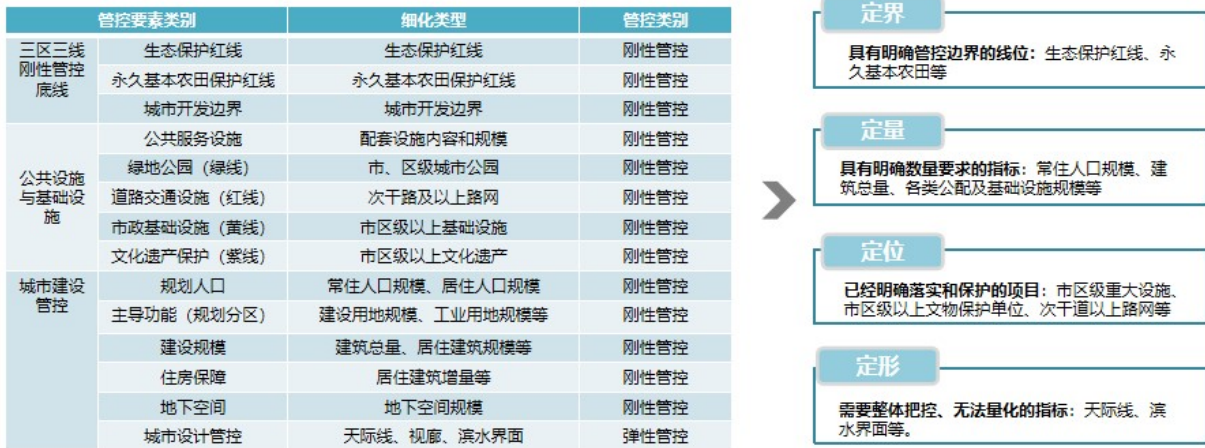 管控要素类别 细化类型 管控类别
三区三线
刚性管控
底线
生态保护红线 生态保护红线 刚性管控
永久基本农田保护红线 永久基本农田保护红线 刚性管控
城市开发边界 城市开发边界 刚性管控
公共设施
与基础设
施
公共服务设施 配套设施内容和规模 刚性管控
绿地公园（绿线） 市、区级城市公园 刚性管控
道路交通设施（红线） 次干路及以上路网 刚性管控
市政基础设施（黄线） 市区级以上基础设施 刚性管控
文化遗产保护（紫线） 市区级以上文化遗产 刚性管控
城市建设
管控
规划人口 常住人口规模、居住人口规模 刚性管控
主导功能（规划分区） 建设用地规模、工业用地规模等 刚性管控
建设规模 建筑总量、居住建筑规模等 刚性管控
住房保障 居住建筑增量等 刚性管控
地下空间 地下空间规模 刚性管控
城市设计管控 天际线、视廊、滨水界面 弹性管控
定界
具有明确管控边界的线位：生态保护红线、永
久基本农田等
定量
具有明确数量要求的指标：常住人口规模、建
筑总量、各类公配及基础设施规模等
定位
已经明确落实和保护的项目：市区级重大设施、
市区级以上文物保护单位、次干道以上路网等
定形
需要整体把控、无法量化的指标：天际线、滨
水界面等。